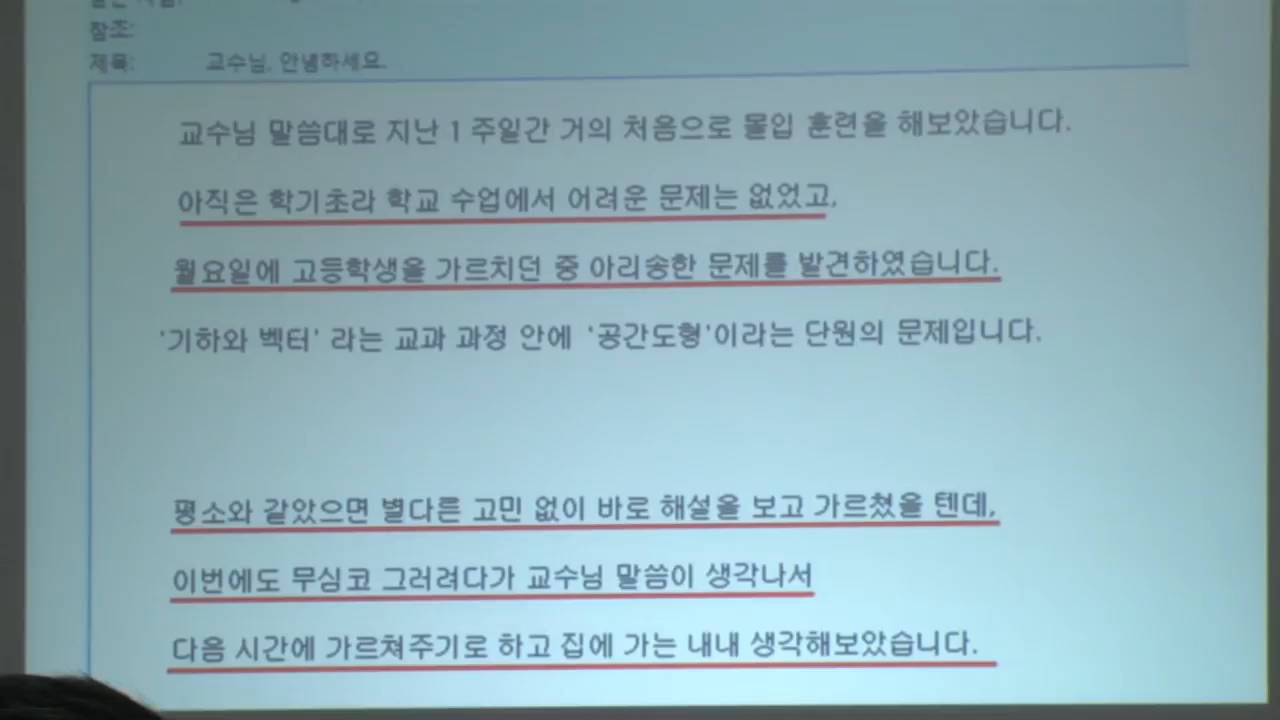 참조:
제목: 교수님, 안녕하세요.
교수님 말씀대로 지난 1 주일간 거의 처음으로 몰입 훈련을 해보았습니다.
아직은 학기초라 학교 수업에서 어려운 문제는 없었고,
월요일에 고등학생을 가르치던 중 아리송한 문제를 발견하였습니다.
'기하와 벡터' 라는 교과 과정 안에 '공간도형'이라는 단원의 문제입니다.
평소와 같았으면 별다른 고민 없이 바로 해설을 보고 가르쳤을 텐데,
이번에도 무심코 그러려다가 교수님 말씀이 생각나서
다음 시간에 가르쳐주기로 하고 집에 가는 내내 생각해보았습니다.